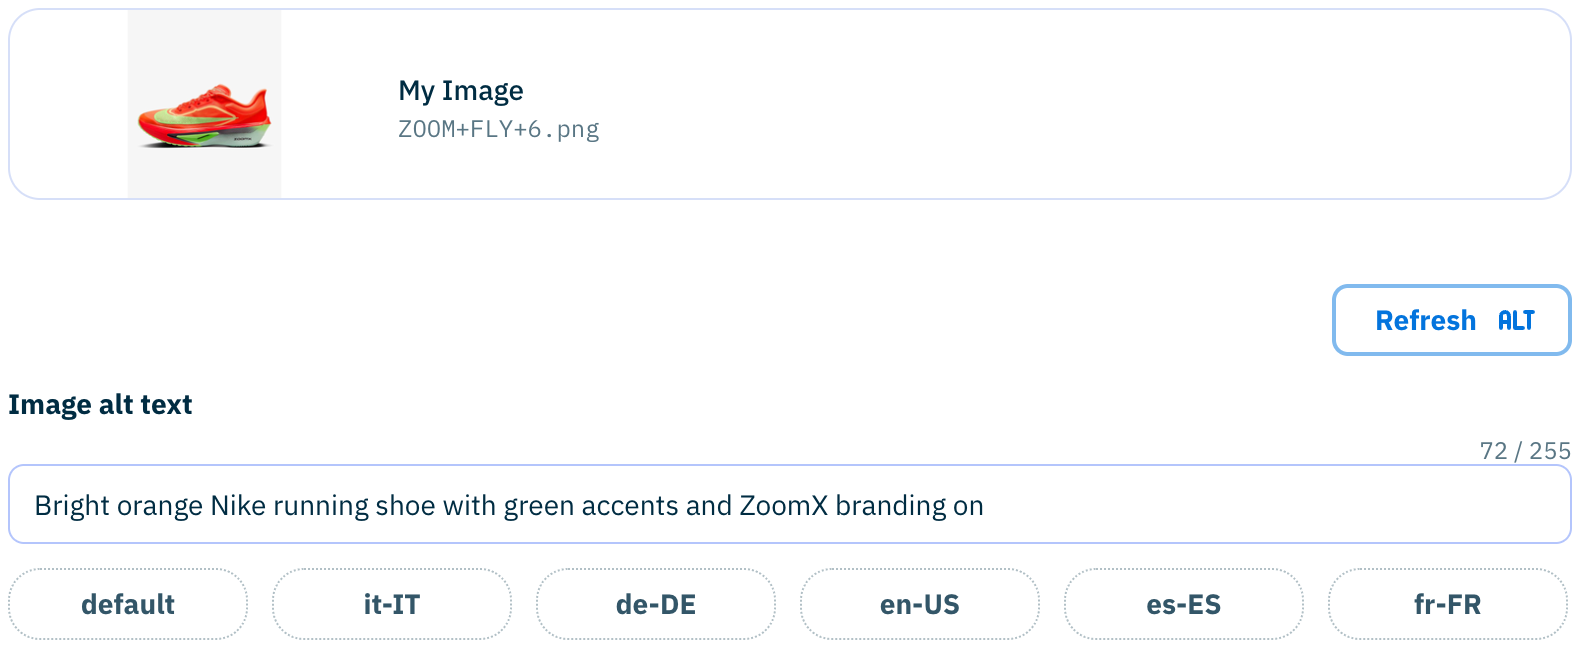 My Image
ZOOM+FLY+6.png
Refresh ALT
Image alt text
72 / 255
Bright orange Nike running shoe with green accents and ZoomX branding on
default
it-IT
de-DE
en-US
es-ES
fr-FR